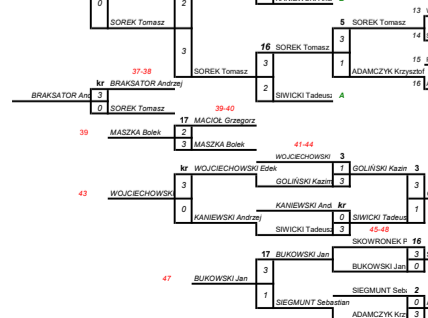 0
2
SOREK Tomasz
13
5 SOREK Tomasz
14
3
3
16 SOREK Tomasz
37-38
SOREK Tomasz
3
1
ADAMCZYK Krzysztof
15
16
kr BRAKSATOR Andrzej
2
BRAKSATOR And
3
SIWICKI Tadeusz
A
0
SOREK Tomasz
39-40
17 MACIOŁ Grzegorz
39
MASZKA Bolek
2
3
MASZKA Bolek
41-44
WOJCIECHOWSKI 3
kr WOJCIECHOWSKI Edek
1
GOLIŃSKI Kazim 3
3
GOLIŃSKI Kazim
3
43
WOJCIECHOWSKI
3
0
KANIEWSKI And kr
KANIEWSKI Andrzej
0
SIWICKI Tadeusz
1
SIWICKI Tadeusz
3
45-48
SKOWRONEK P 16
17 BUKOWSKI Jan
3
3
BUKOWSKI Jan
0
47
BUKOWSKI Jan
1
SIEGMUNT Seba 2
SIEGMUNT Sebastian
0
ADAMCZYK Krz
3